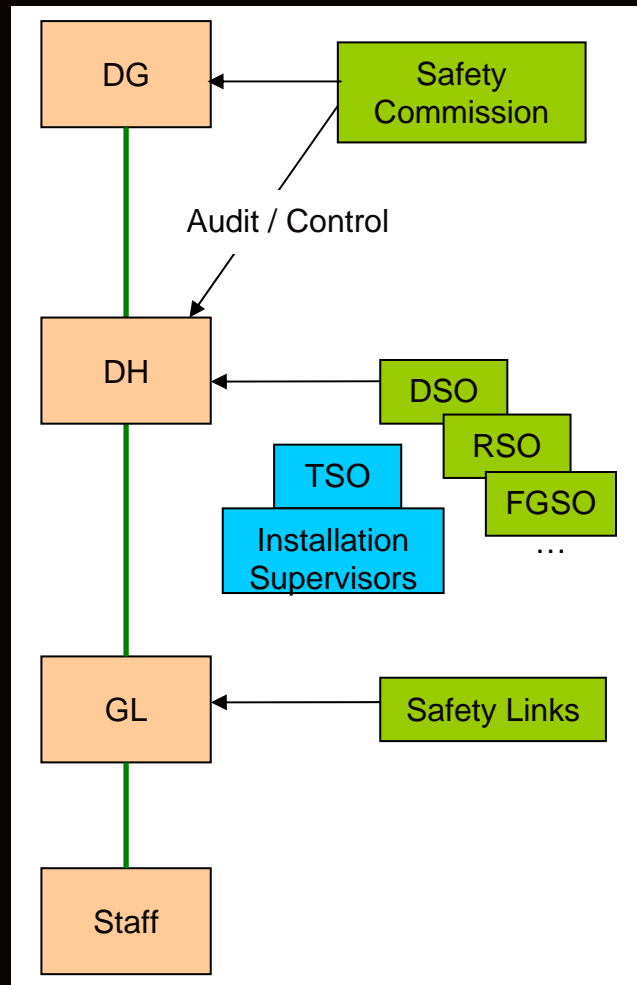 DG
Safety
Commission
Audit / Control
DH
DSO
RSO
TSO
FGSO
...
Installation
Supervisors
GL
Safety Links
Staff